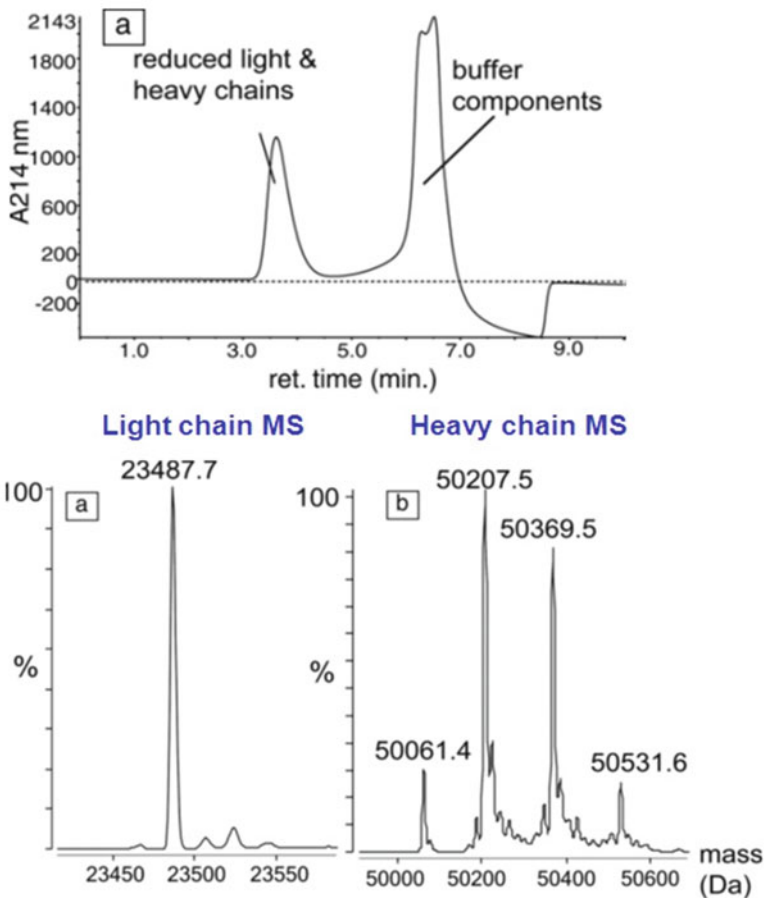 a
2143
1800
1400
1000
600
200
0
-200
A214 nm
reduced light &
heavy chains
buffer
components
1.0 3.0 5.0 7.0 9.0
ret. time (min.)
Light chain MS
Heavy chain MS
23487.7
100
a
%
23450 23500 23550
50207.5
100
b
50369.5
%
50061.4
50531.6
50000 50200 50400 50600
mass
(Da)